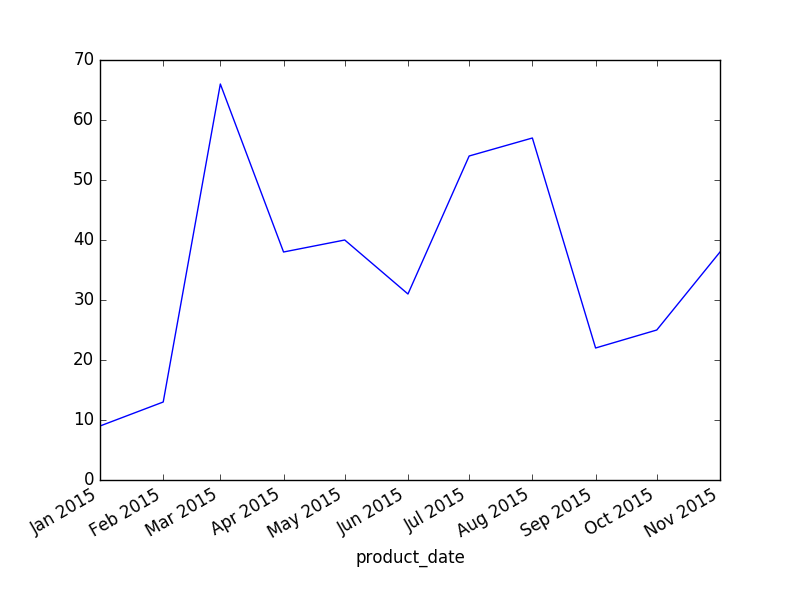 70
60
50
40
30
20
10
0
Jan 2015
Feb 2015
Mar 2015
Apr 2015
May 2015
Jun 2015
Jul 2015
Aug 2015
Sep 2015
Oct 2015
Nov 2015
product_date